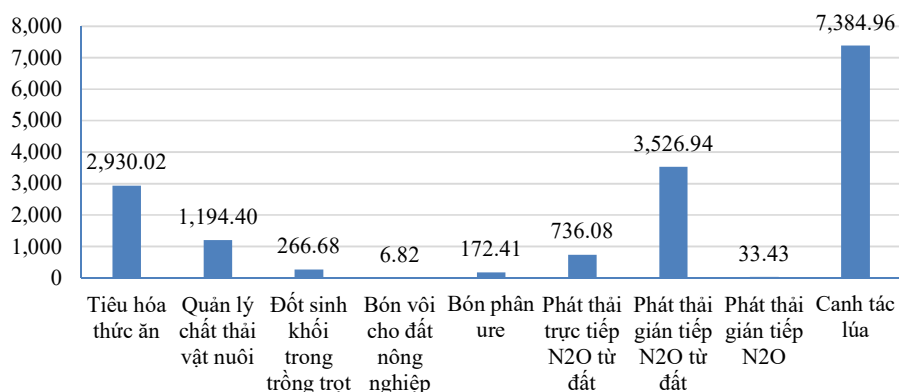 8,000
7,000
6,000
5,000
4,000
3,000
2,000
1,000
0
2,930.02
1,194.40
266.68
6.82
172.41
736.08
3,526.94
33.43
7,384.96
Tiêu hóa
thức ăn
Quản lý
chất thải
vật nuôi
Đốt sinh
khối
trong
trồng trọt
Bón vôi
cho đất
nông
nghiệp
Bón phân
ure
Phát thải
trực tiếp
N2O từ
đất
Phát thải
gián tiếp
N2O từ
đất
Phát thải
gián tiếp
N2O
Canh tác
lúa